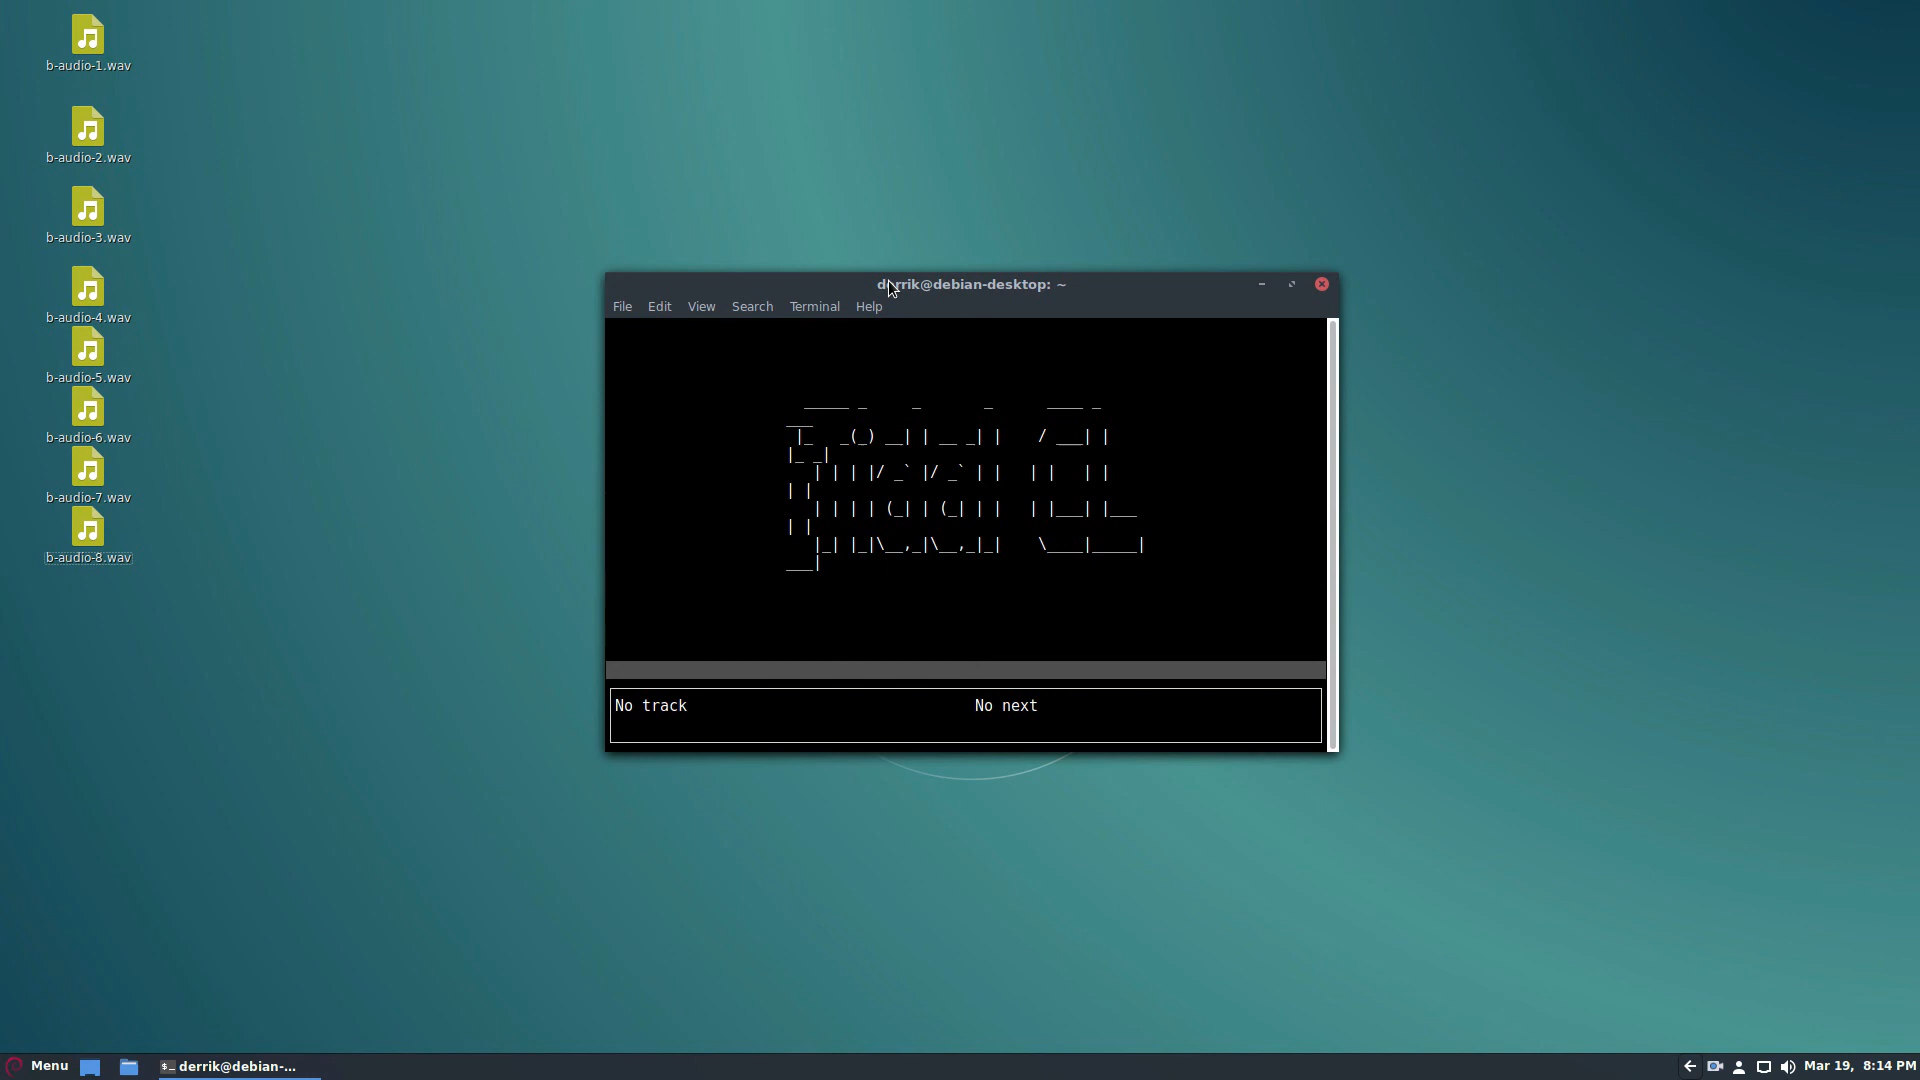 b-audio-1.wav
b-audio-2.wav
b-audio-3.wav
b-audio-4.wav
b-audio-5.wav
b-audio-6.wav
b-audio-7.wav
b-audio-8.wav
derrik@debian-desktop: ~
File Edit View Search Terminal Help
No track No next
Menu derrik@debian-... Mar 19, 8:14 PM